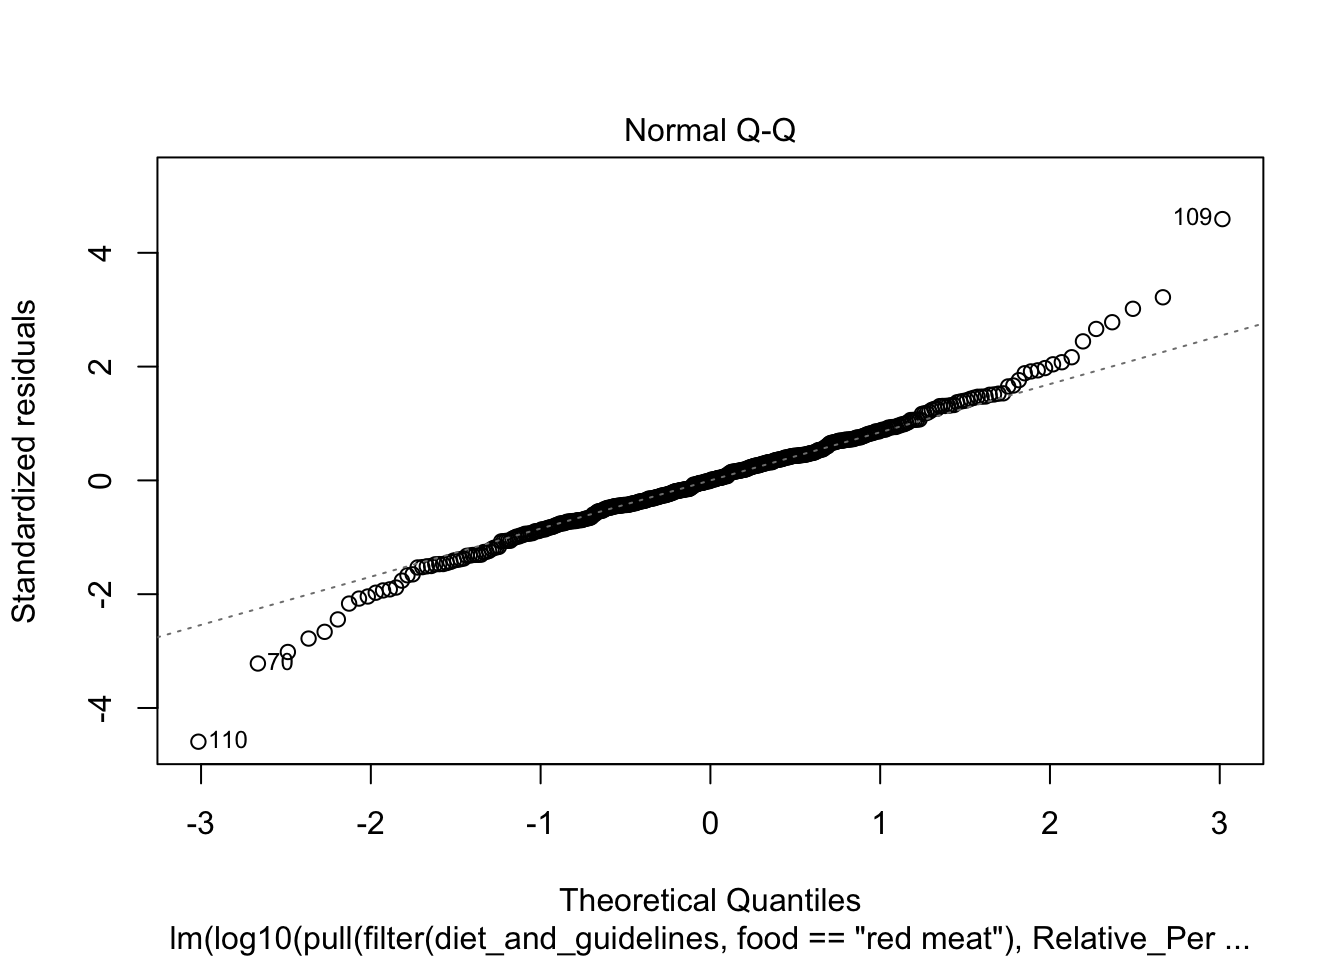 Normal Q-Q
Standardized residuals
4
2
0
-2
-4
109
70
110
-3 -2 -1 0 1 2 3
Theoretical Quantiles
lm(log10(pull(filter(diet_and_guidelines, food == "red meat"), Relative_Per ...